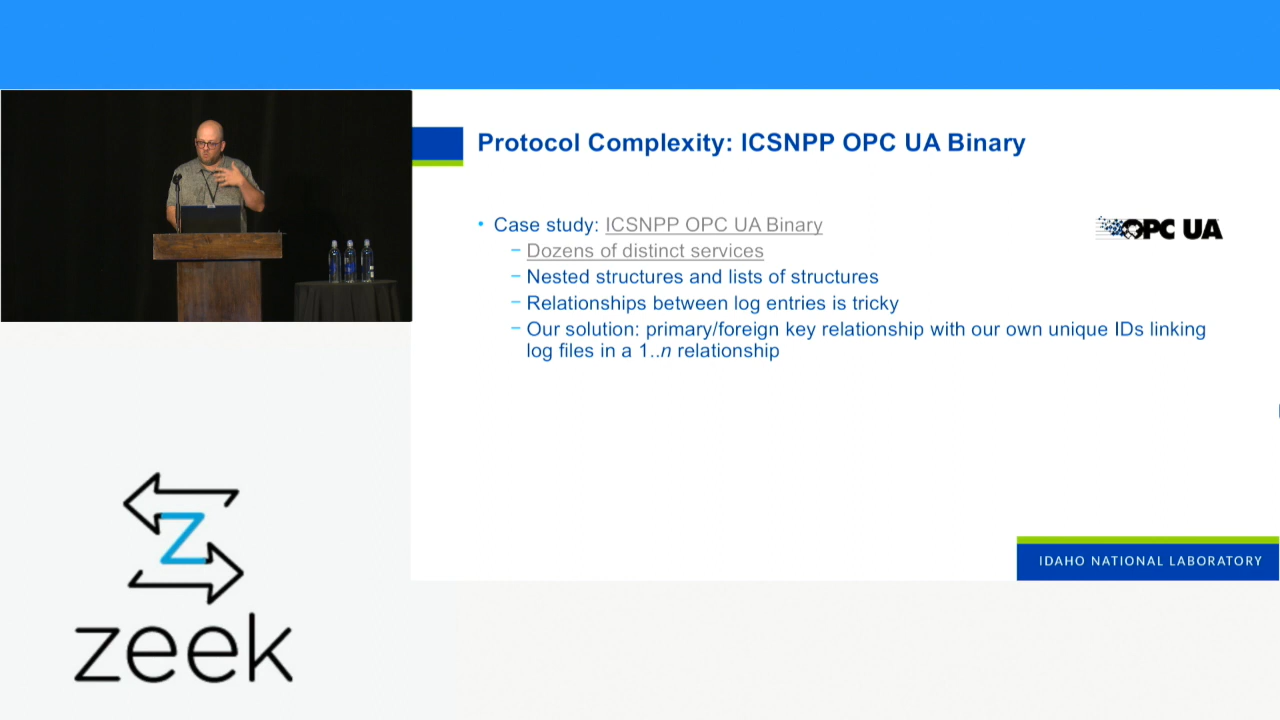 Protocol Complexity: ICSNPP OPC UA Binary
• Case study: ICSNPP OPC UA Binary
− Dozens of distinct services
− Nested structures and lists of structures
− Relationships between log entries is tricky
− Our solution: primary/foreign key relationship with our own unique IDs linking
log files in a 1..n relationship
OPC UA
IDAHO NATIONAL LABORATORY
z
zeek